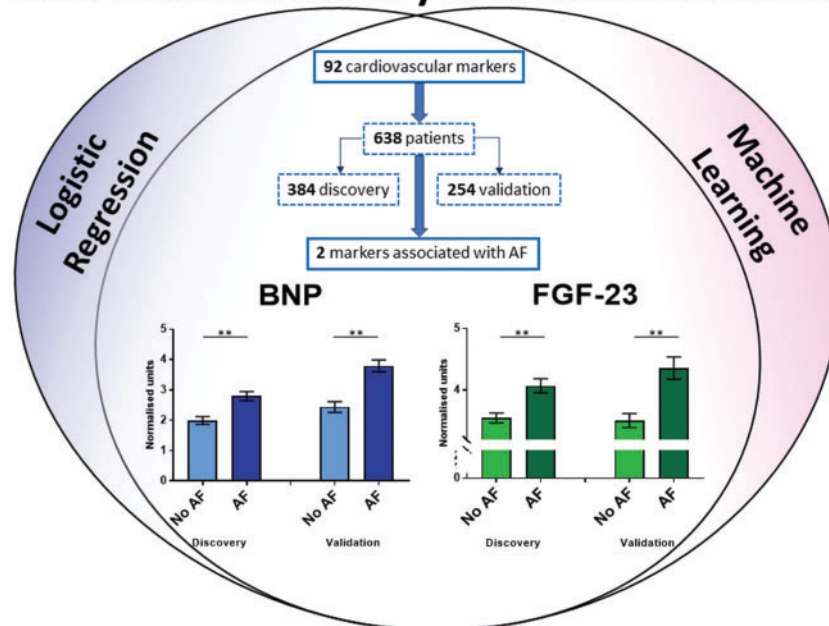 92 cardiovascular markers
638 patients
384 discovery
254 validation
2 markers associated with AF
Logistic
Regression
Machine
Learning
BNP
Normalised units
5
4
3
2
1
0
**
**
No AF
AF
No AF
AF
Discovery
Validation
FGF-23
Normalised units
5
4
0
**
**
No AF
AF
No AF
AF
Discovery
Validation